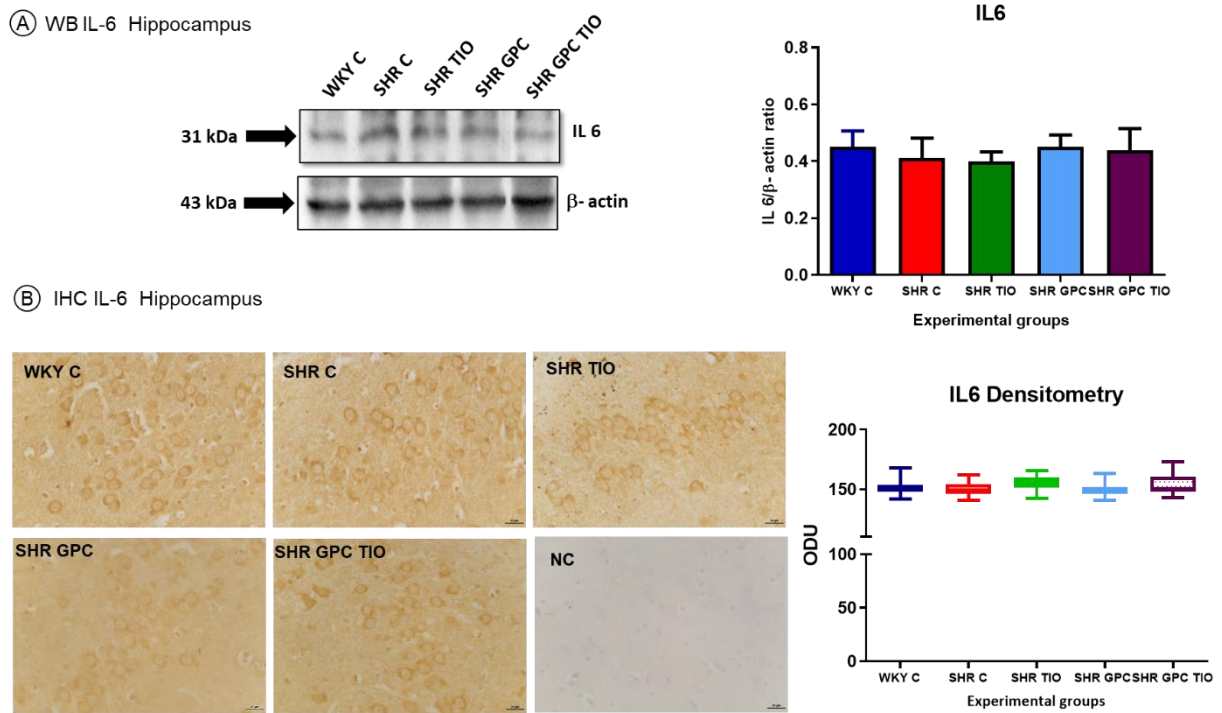 A WB IL-6 Hippocampus
WKY C
SHR C
SHR TIO
SHR GPC
SHR GPC TIO
31 kDa
IL 6
43 kDa
β- actin
IL6
IL 6/β- actin ratio
0.8
0.6
0.4
0.2
0.0
WKY C SHR C SHR TIO SHR GPC SHR GPC TIO
Experimental groups
B IHC IL-6 Hippocampus
WKY C
SHR C
SHR TIO
SHR GPC
SHR GPC TIO
NC
IL6 Densitometry
ODU
200
150
100
50
0
WKY C SHR C SHR TIO SHR GPC SHR GPC TIO
Experimental groups